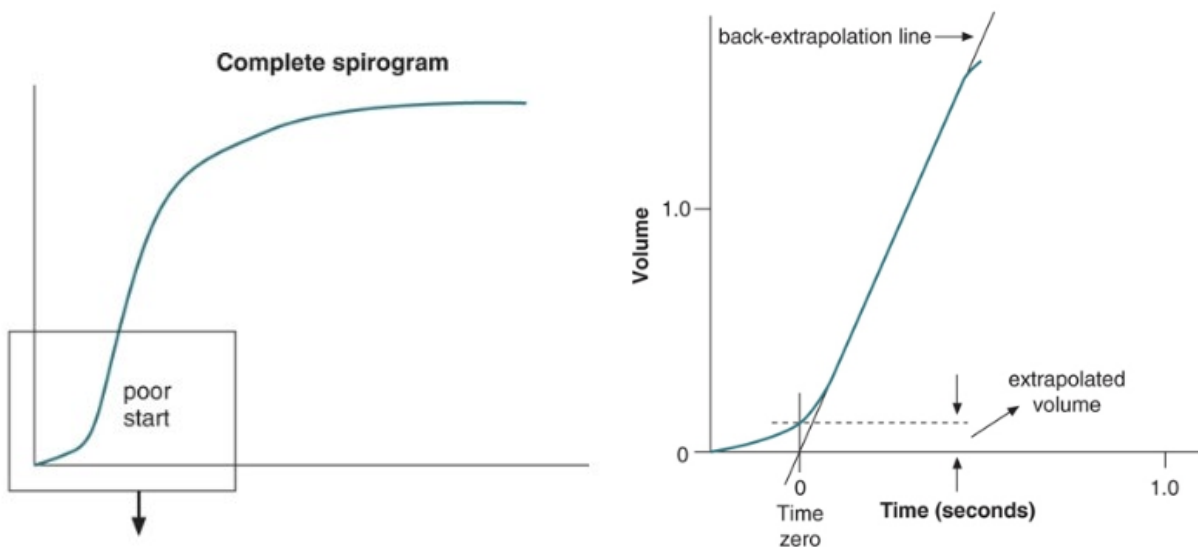 Complete spirogram
poor
start
back-extrapolation line
Volume
1.0
0
extrapolated
volume
0
1.0
Time
zero
Time (seconds)